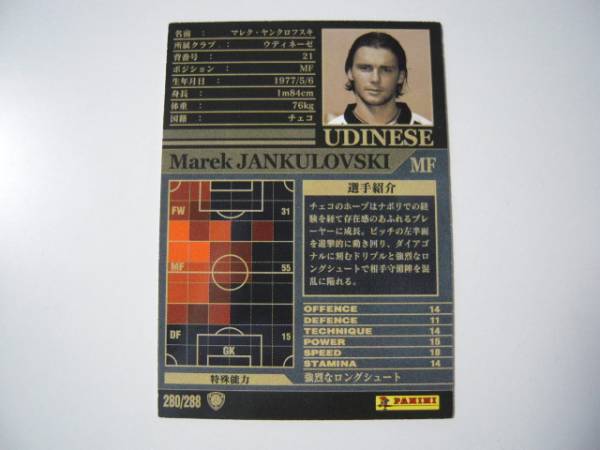 名前 : マレク・ヤンクロフスキ
所属クラブ : ウディネーゼ
背番号 : 21
ポジション : MF
生年月日 : 1977/5/6
身長 : 1m84cm
体重 : 76kg
国籍 : チェコ
UDINESE
Marek JANKULOVSKI MF
FW 31
MF 55
DF 15
GK
選手紹介
チェコのホープはナポリでの経
験を経て存在感のあふれるプレ
ーヤーに成長。ピッチの左半面
を遊撃的に動き回り、ダイアゴ
ナルに刻むドリブルと強烈なロ
ングシュートで相手守備陣を混
乱に陥れる。
OFFENCE 14
DEFENCE 11
TECHNIQUE 14
POWER 15
SPEED 18
STAMINA 14
特殊能力 強烈なロングシュート
280/288
PANINI